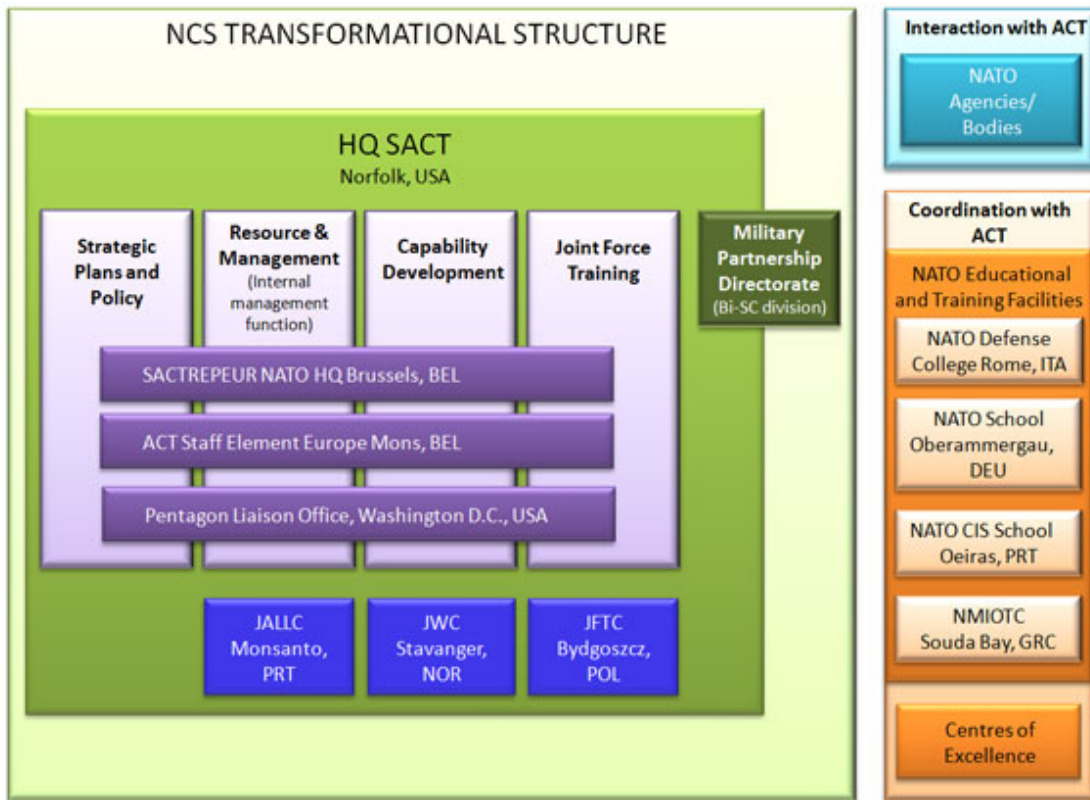 NCS TRANSFORMATIONAL STRUCTURE
HQ SACT
Norfolk, USA
Strategic
Plans and
Policy
Resource &
Management
(Internal
management
function)
Capability
Development
Joint Force
Training
Military
Partnership
Directorate
(Bi-SC division)
SACTREPEUR NATO HQ Brussels, BEL
ACT Staff Element Europe Mons, BEL
Pentagon Liaison Office, Washington D.C., USA
JALLC
Monsanto,
PRT
JWC
Stavanger,
NOR
JFTC
Bydgoszcz,
POL
Interaction with ACT
NATO
Agencies/
Bodies
Coordination with
ACT
NATO Educational
and Training Facilities
NATO Defense
College Rome, ITA
NATO School
Oberammergau,
DEU
NATO CIS School
Oeiras, PRT
NMIOTC
Souda Bay, GRC
Centres of
Excellence